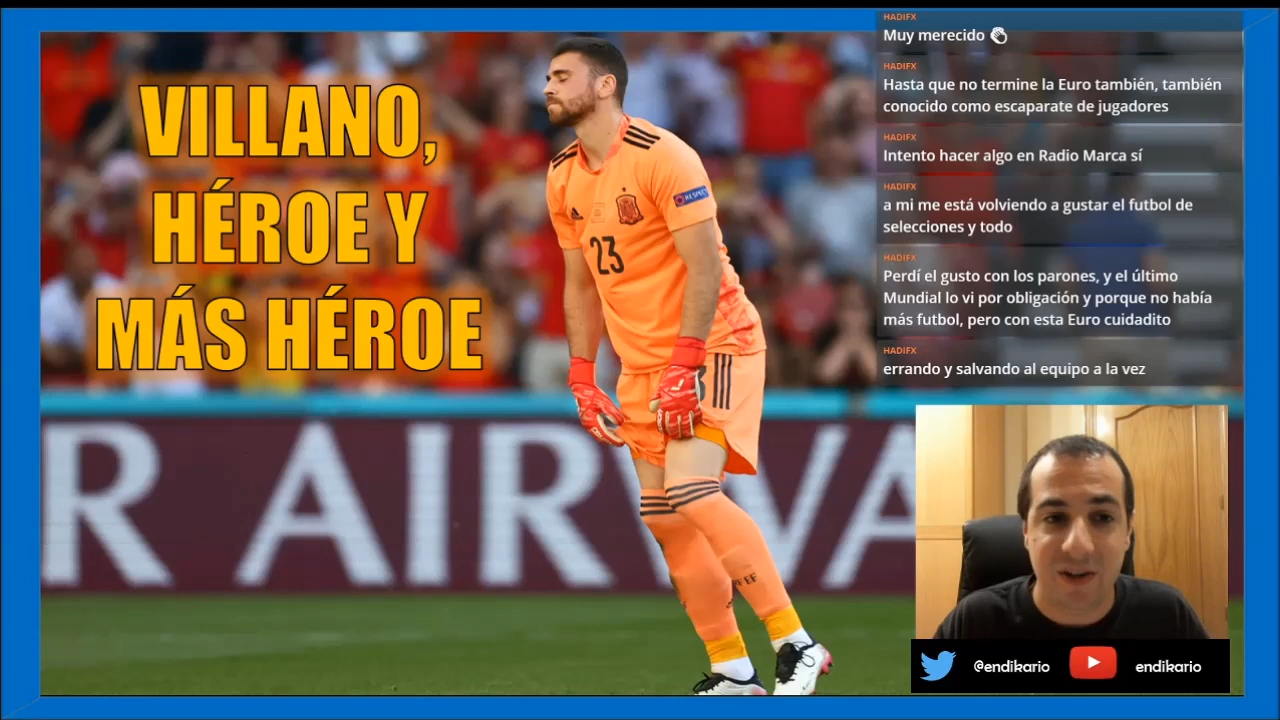 VILLANO,
HÉROE Y
MÁS HÉROE
HADIFX
Muy merecido
HADIFX
Hasta que no termine la Euro también, también
conocido como escaparate de jugadores
HADIFX
Intento hacer algo en Radio Marca sí
HADIFX
a mi me está volviendo a gustar el futbol de
selecciones y todo
HADIFX
Perdí el gusto con los parones, y el último
Mundial lo vi por obligación y porque no había
más futbol, pero con esta Euro cuidadito
HADIFX
errando y salvando al equipo a la vez
RESPECT
23
3
R AIRWA
@endikario
endikario